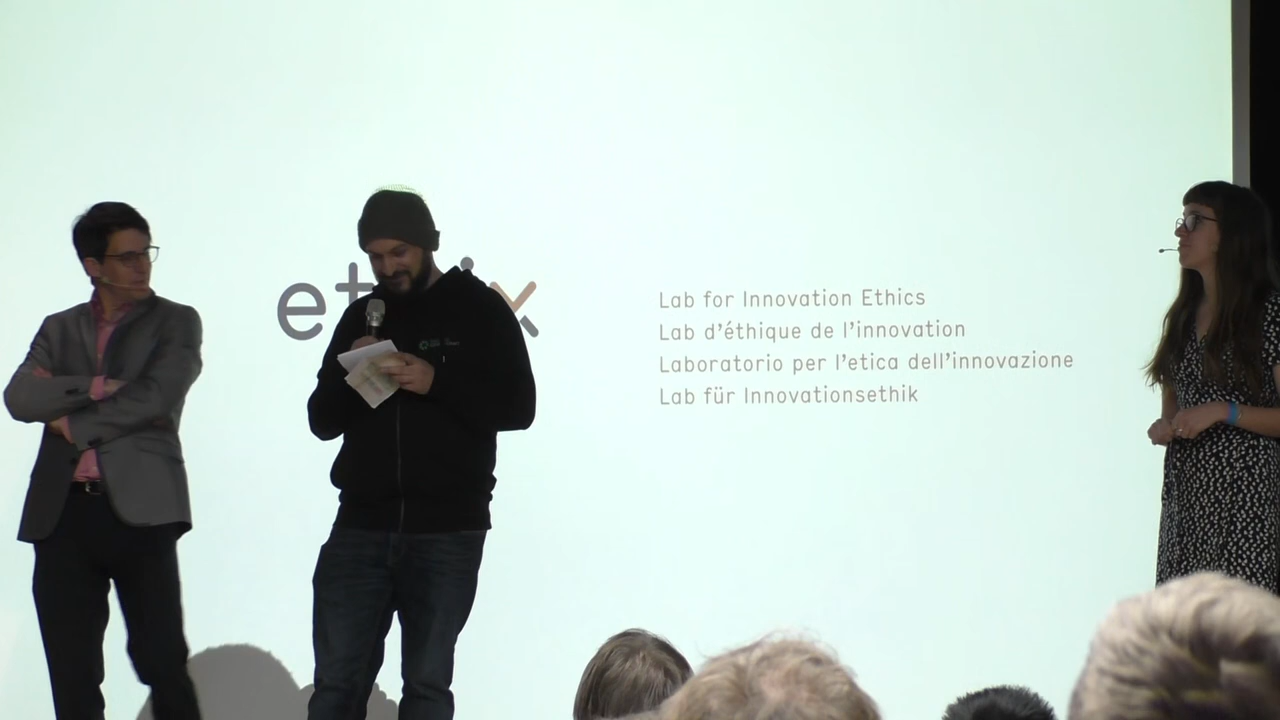 Lab for Innovation Ethics
Lab d'éthique de l'innovation
Laboratorio per l'etica dell'innovazione
Lab für Innovationsethik